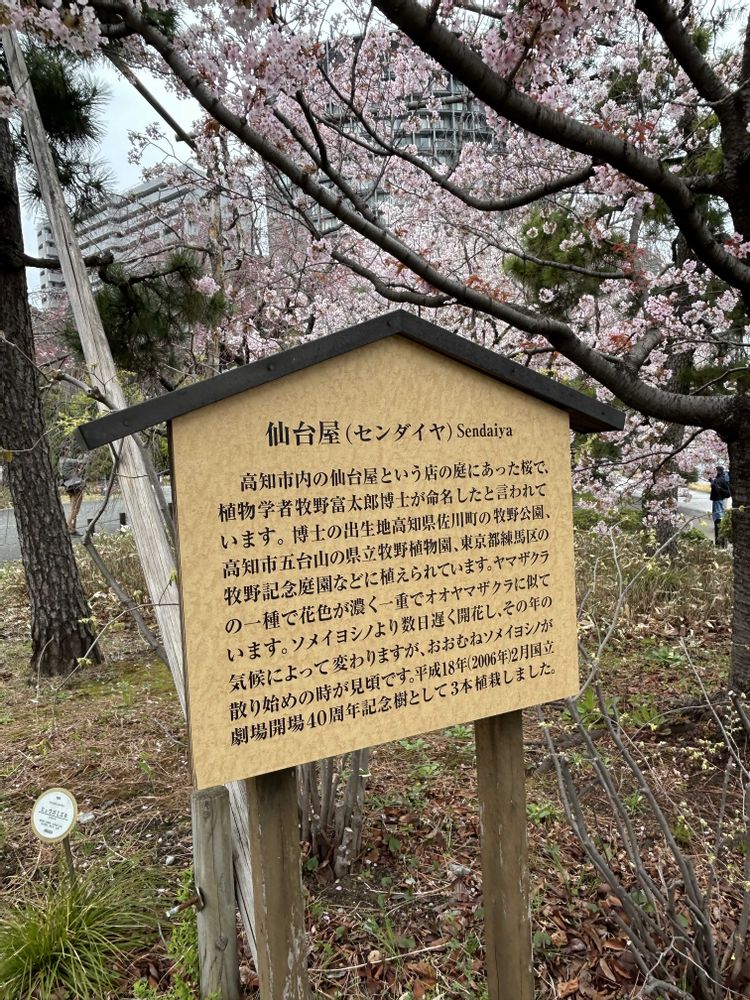 仙台屋(センダイヤ) Sendaiya
高知市内の仙台屋という店の庭にあった桜で、
植物学者牧野富太郎博士が命名したと言われて
います。博士の出生地高知県佐川町の牧野公園、
高知市五台山の県立牧野植物園、東京都練馬区の
牧野記念庭園などに植えられています。ヤマザクラ
の一種で花色が濃く一重でオオヤマザクラに似て
います。ソメイヨシノより数日遅く開花し、その年の
気候によって変わりますが、おおむねソメイヨシノが
散り始めの時が見頃です。平成18年(2006年)2月国立
劇場開場40周年記念樹として3本植栽しました。
ヒュウガミズキ